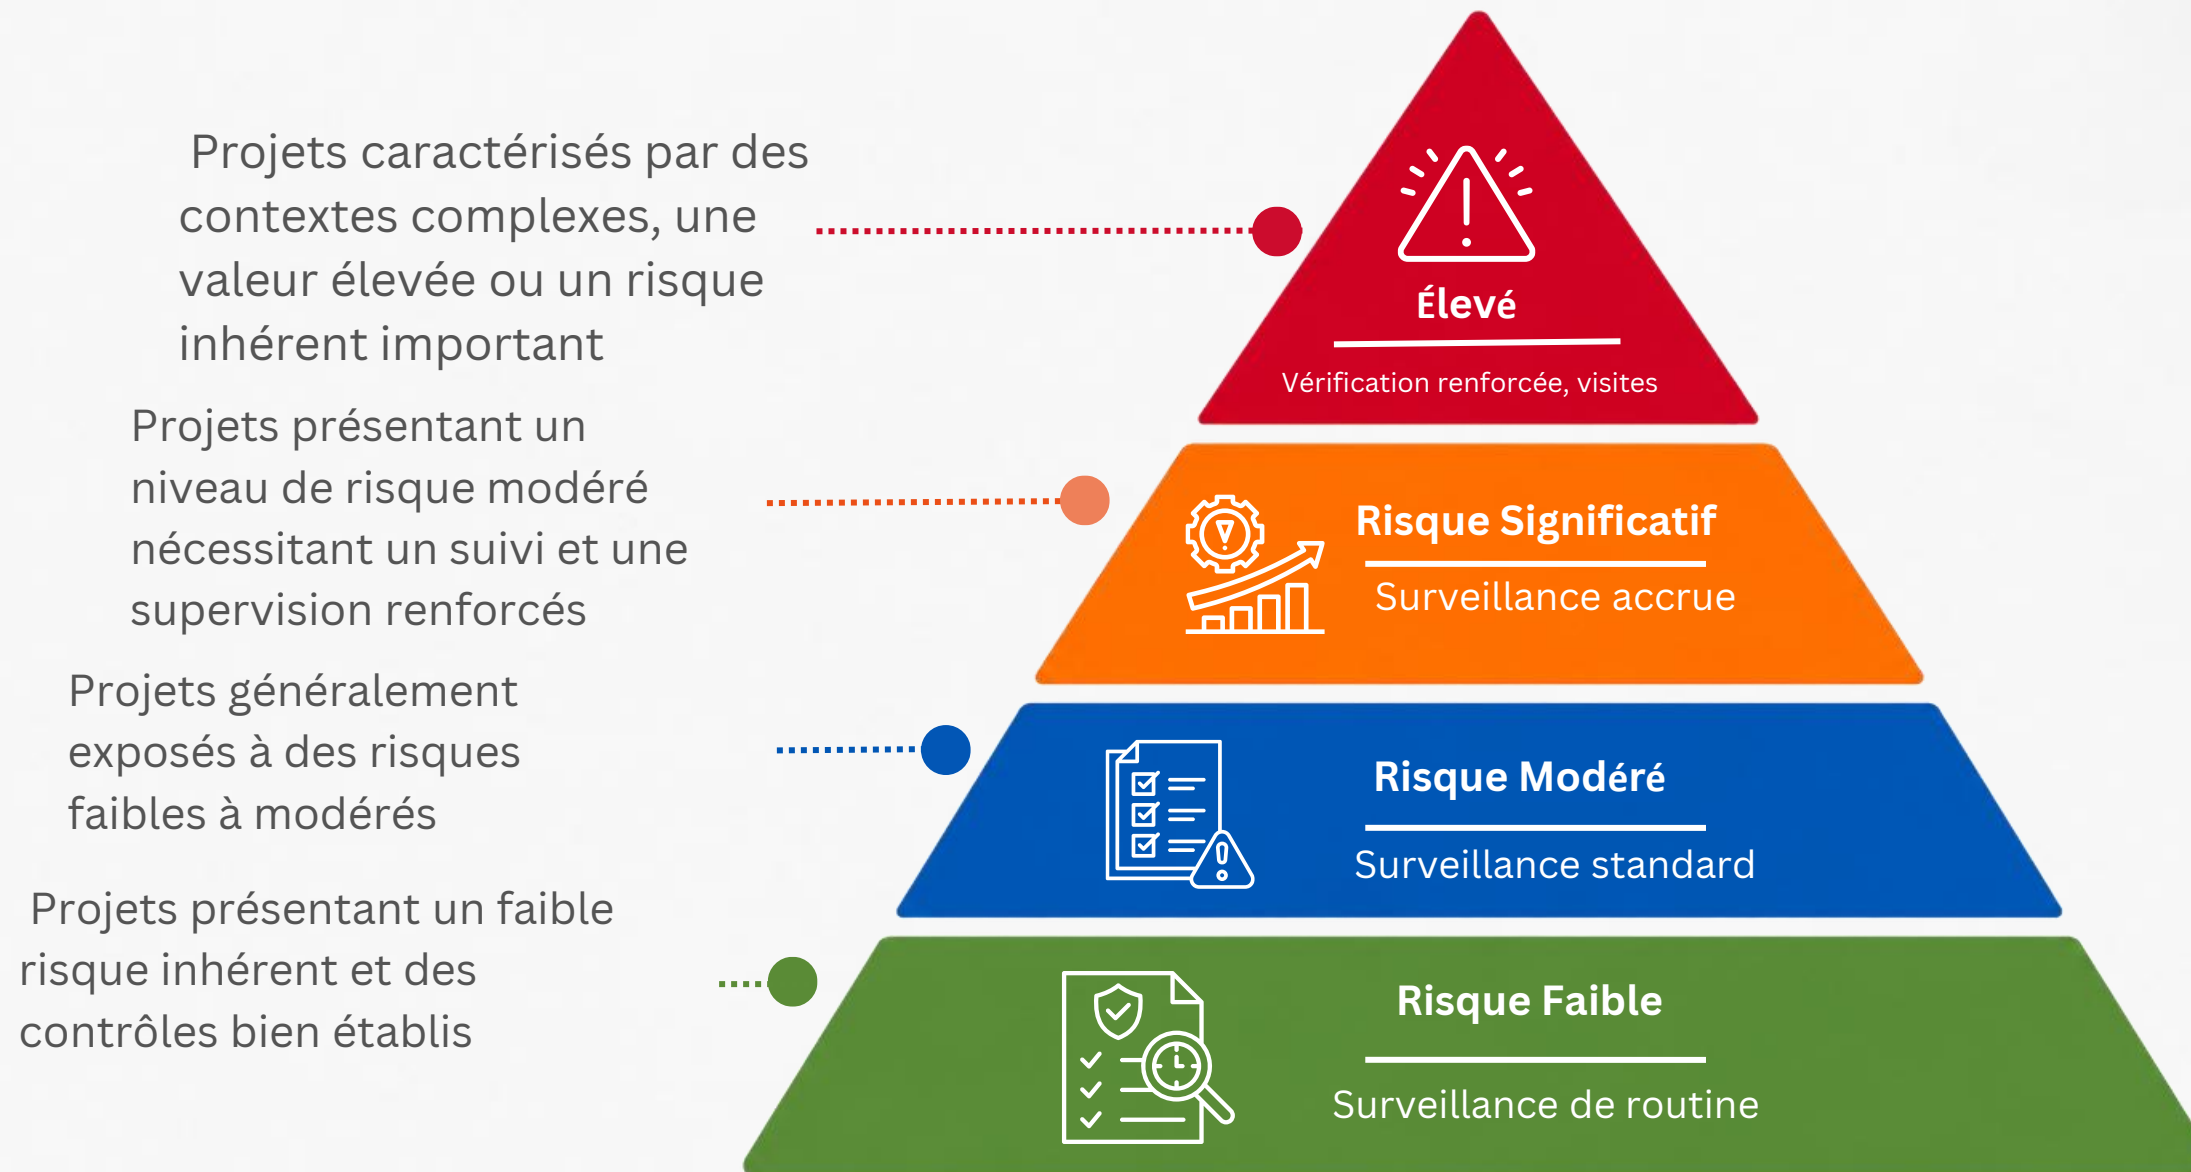 Projets caractérisés par des
contextes complexes, une
valeur élevée ou un risque
inhérent important
Élevé
Vérification renforcée, visites
Projets présentant un
niveau de risque modéré
nécessitant un suivi et une
supervision renforcés
Risque Significatif
Surveillance accrue
Projets généralement
exposés à des risques
faibles à modérés
Risque Modéré
Surveillance standard
Projets présentant un faible
risque inhérent et des
contrôles bien établis
Risque Faible
Surveillance de routine